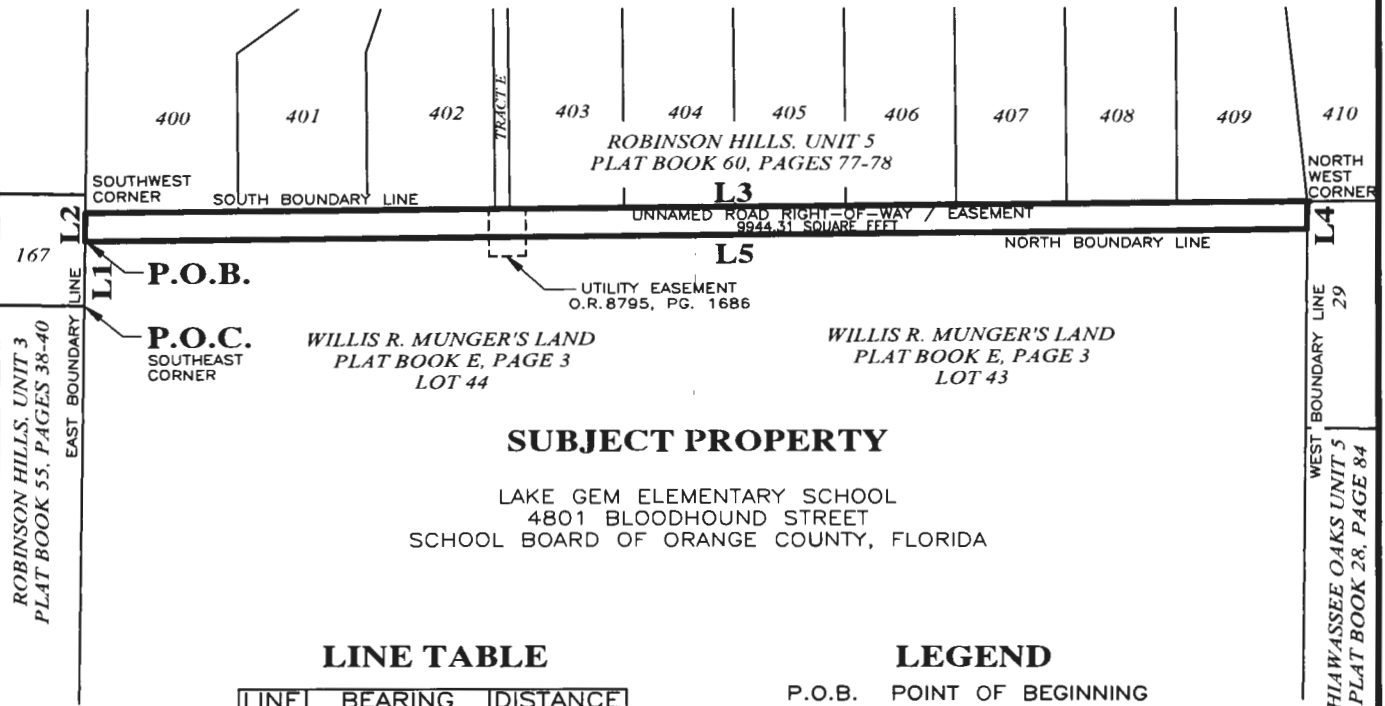 400
401
402
TRACT E
403
404
405
406
407
408
409
410
ROBINSON HILLS, UNIT 5
PLAT BOOK 60, PAGES 77-78
SOUTHWEST
CORNER
SOUTH BOUNDARY LINE
L3
NORTH
WEST
CORNER
L2
UNNAMED ROAD RIGHT-OF-WAY / EASEMENT
9944.31 SQUARE FEET
L4
167
L1
P.O.B.
L5
NORTH BOUNDARY LINE
UTILITY EASEMENT
O.R.8795, PG. 1686
29
P.O.C.
SOUTHEAST
CORNER
WILLIS R. MUNGER'S LAND
PLAT BOOK E, PAGE 3
LOT 44
WILLIS R. MUNGER'S LAND
PLAT BOOK E, PAGE 3
LOT 43
ROBINSON HILLS, UNIT 3
PLAT BOOK 55, PAGES 38-40
EAST BOUNDARY LINE
WEST BOUNDARY LINE
HIAWASSEE OAKS UNIT 5
PLAT BOOK 28, PAGE 84
SUBJECT PROPERTY
LAKE GEM ELEMENTARY SCHOOL
4801 BLOODHOUND STREET
SCHOOL BOARD OF ORANGE COUNTY, FLORIDA
LINE TABLE
LINE BEARING DISTANCE
LEGEND
P.O.B. POINT OF BEGINNING